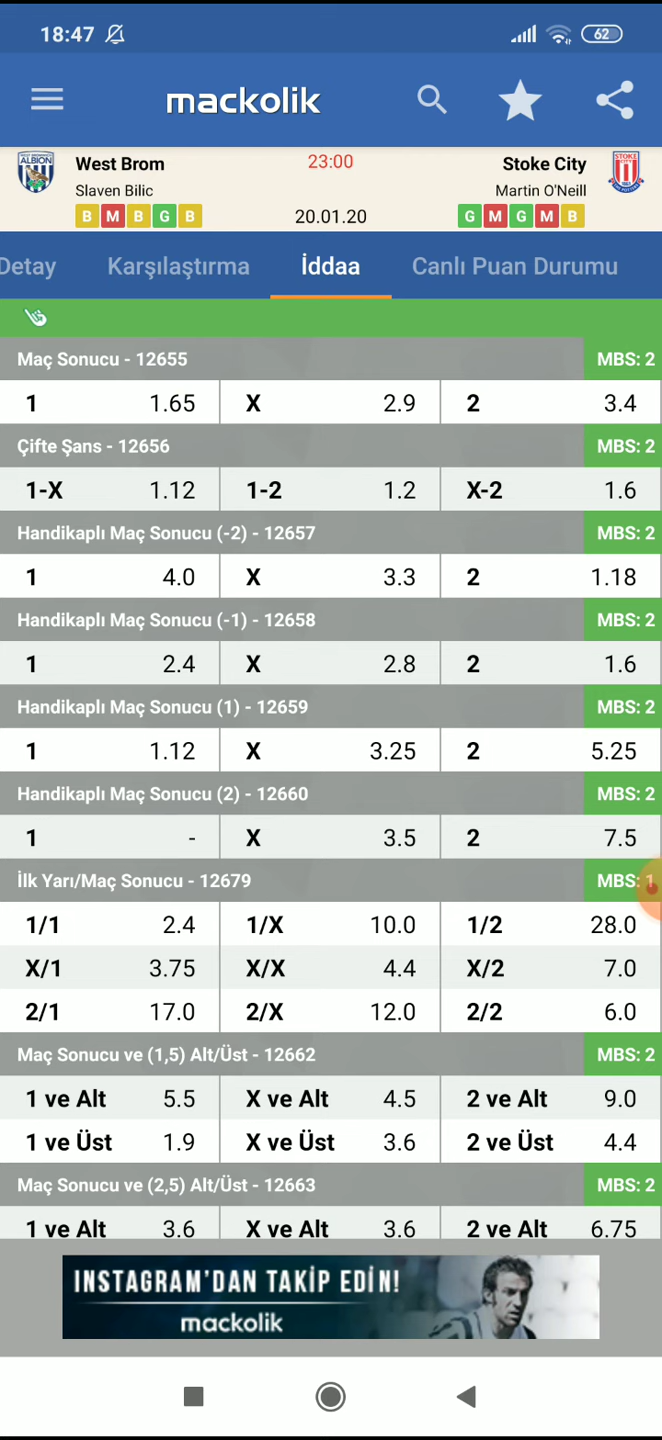 18:47 62
mackolik
West Brom 23:00 Stoke City
Slaven Bilic Martin O'Neill
B M B G B 20.01.20 G M G M B
Detay Karşılaştırma İddaa Canlı Puan Durumu
Maç Sonucu - 12655 MBS: 2
1 1.65 X 2.9 2 3.4
Çifte Şans - 12656 MBS: 2
1-X 1.12 1-2 1.2 X-2 1.6
Handikaplı Maç Sonucu (-2) - 12657 MBS: 2
1 4.0 X 3.3 2 1.18
Handikaplı Maç Sonucu (-1) - 12658 MBS: 2
1 2.4 X 2.8 2 1.6
Handikaplı Maç Sonucu (1) - 12659 MBS: 2
1 1.12 X 3.25 2 5.25
Handikaplı Maç Sonucu (2) - 12660 MBS: 2
1 - X 3.5 2 7.5
İlk Yarı/Maç Sonucu - 12679 MBS: 1
1/1 2.4 1/X 10.0 1/2 28.0
X/1 3.75 X/X 4.4 X/2 7.0
2/1 17.0 2/X 12.0 2/2 6.0
Maç Sonucu ve (1,5) Alt/Üst - 12662 MBS: 2
1 ve Alt 5.5 X ve Alt 4.5 2 ve Alt 9.0
1 ve Üst 1.9 X ve Üst 3.6 2 ve Üst 4.4
Maç Sonucu ve (2,5) Alt/Üst - 12663 MBS: 2
1 ve Alt 3.6 X ve Alt 3.6 2 ve Alt 6.75
INSTAGRAM'DAN TAKİP EDİN!
mackolik